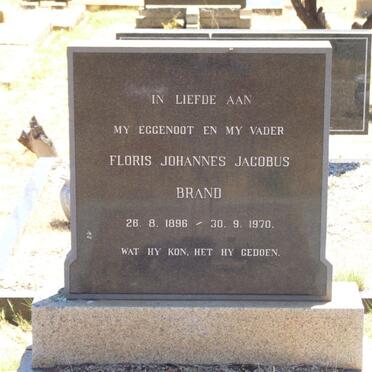 IN LIEFDE AAN
MY EGGENOOT EN MY VADER
FLORIS JOHANNES JACOBUS
BRAND
26. 8. 1896 - 30. 9. 1970.
WAT HY KON, HET HY GEDOEN.